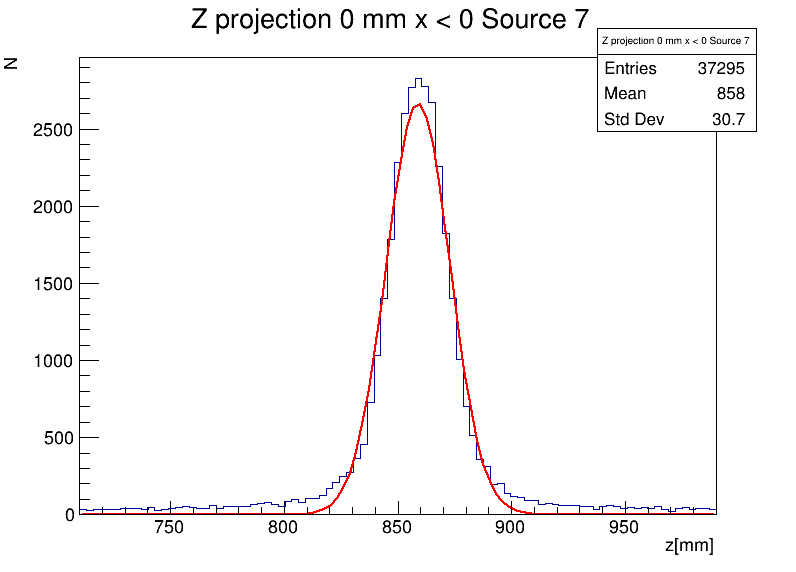 Z projection 0 mm x < 0 Source 7
Z projection 0 mm x < 0 Source 7
Entries 37295
Mean 858
Std Dev 30.7
N
2500
2000
1500
1000
500
0
750 800 850 900 950
z[mm]